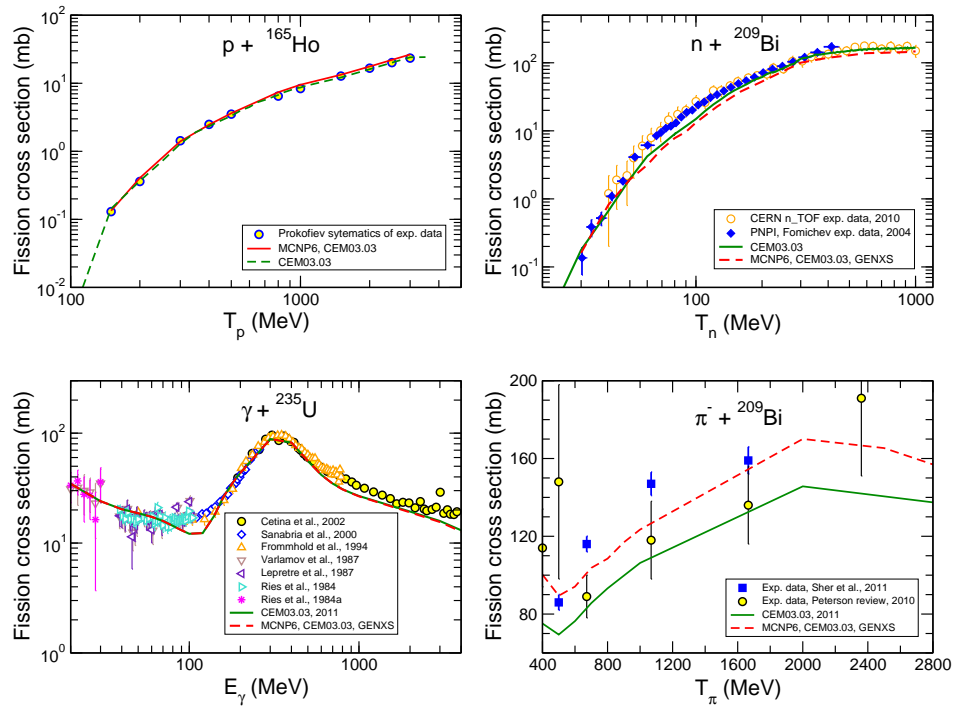 p + 165Ho
Fission cross section (mb)
10^2
10^1
10^0
10^-1
10^-2
Prokofiev sytematics of exp. data
MCNP6, CEM03.03
CEM03.03
100
1000
T_p (MeV)
n + 209Bi
Fission cross section (mb)
10^2
10^1
10^0
10^-1
CERN n_TOF exp. data, 2010
PNPI, Fomichev exp. data, 2004
CEM03.03
MCNP6, CEM03.03, GENXS
100
1000
T_n (MeV)
γ + 235U
Fission cross section (mb)
10^2
10^1
10^0
Cetina et al., 2002
Sanabria et al., 2000
Frommhold et al., 1994
Varlamov et al., 1987
Lepretre et al., 1987
Ries et al., 1984
Ries et al., 1984a
CEM03.03, 2011
MCNP6, CEM03.03, GENXS
100
1000
E_γ (MeV)
π- + 209Bi
Fission cross section (mb)
200
160
120
80
Exp. data, Sher et al., 2011
Exp. data, Peterson review, 2010
CEM03.03, 2011
MCNP6, CEM03.03, GENXS
400 800 1200 1600 2000 2400 2800
T_π (MeV)